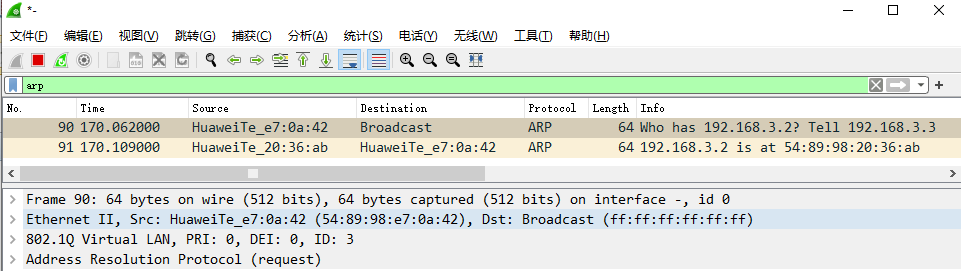 *-
文件(F) 编辑(E) 视图(V) 跳转(G) 捕获(C) 分析(A) 统计(S) 电话(Y) 无线(W) 工具(T) 帮助(H)
arp
No. Time Source Destination Protocol Length Info
90 170.062000 HuaweiTe_e7:0a:42 Broadcast ARP 64 Who has 192.168.3.2? Tell 192.168.3.3
91 170.109000 HuaweiTe_20:36:ab HuaweiTe_e7:0a:42 ARP 64 192.168.3.2 is at 54:89:98:20:36:ab
Frame 90: 64 bytes on wire (512 bits), 64 bytes captured (512 bits) on interface -, id 0
Ethernet II, Src: HuaweiTe_e7:0a:42 (54:89:98:e7:0a:42), Dst: Broadcast (ff:ff:ff:ff:ff:ff)
802.1Q Virtual LAN, PRI: 0, DEI: 0, ID: 3
Address Resolution Protocol (request)